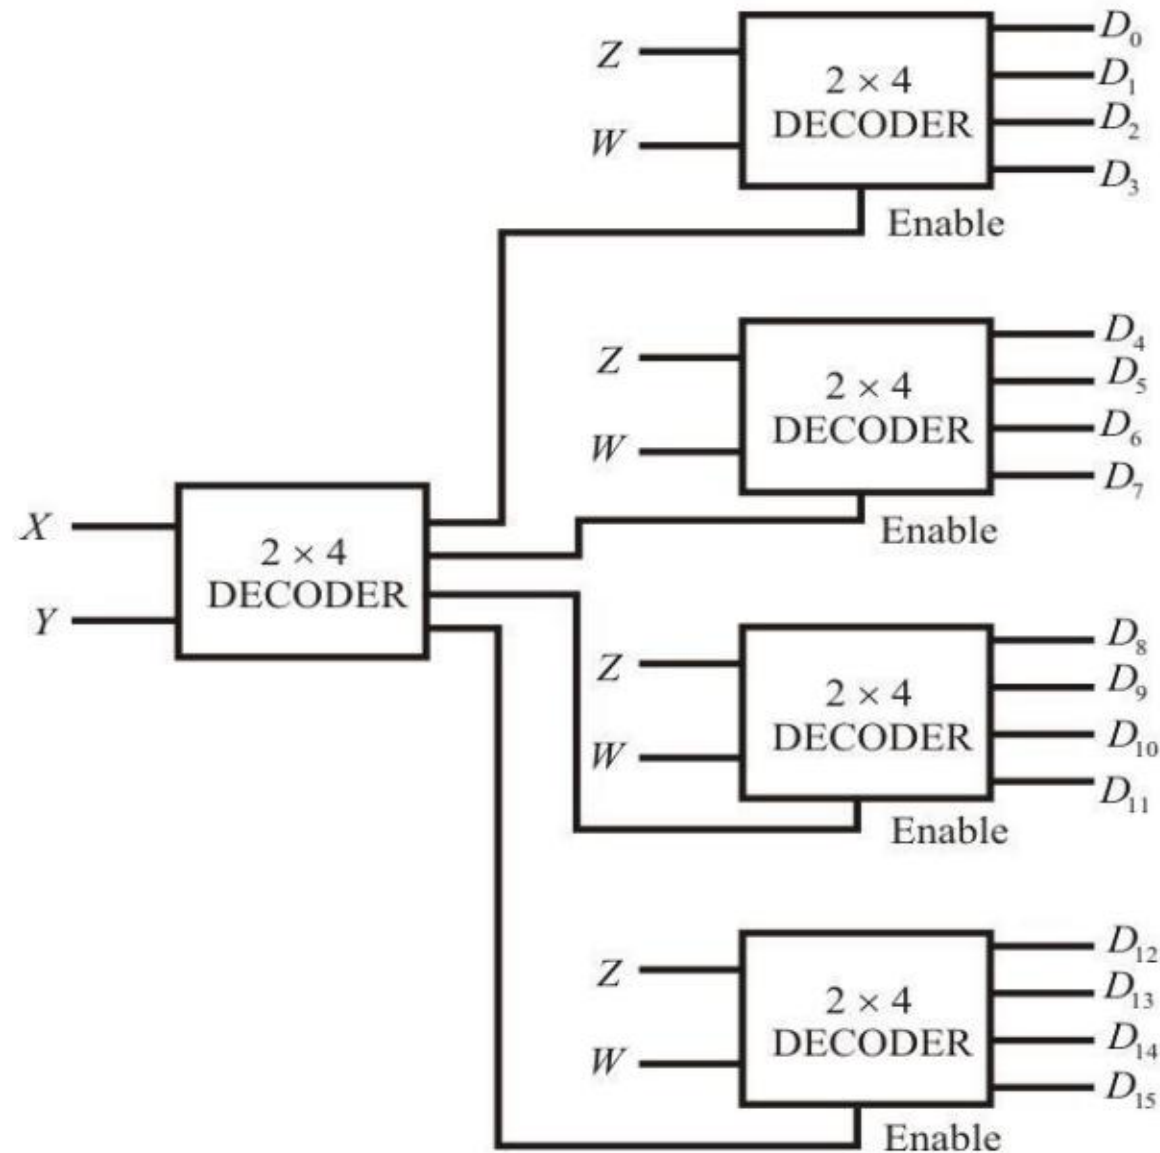 D0
Z
2 × 4
D1
DECODER
D2
W
D3
Enable
D4
Z
2 × 4
D5
DECODER
D6
W
D7
Enable
X
2 × 4
DECODER
Y
D8
Z
2 × 4
D9
DECODER
D10
W
D11
Enable
D12
Z
2 × 4
D13
DECODER
D14
W
D15
Enable